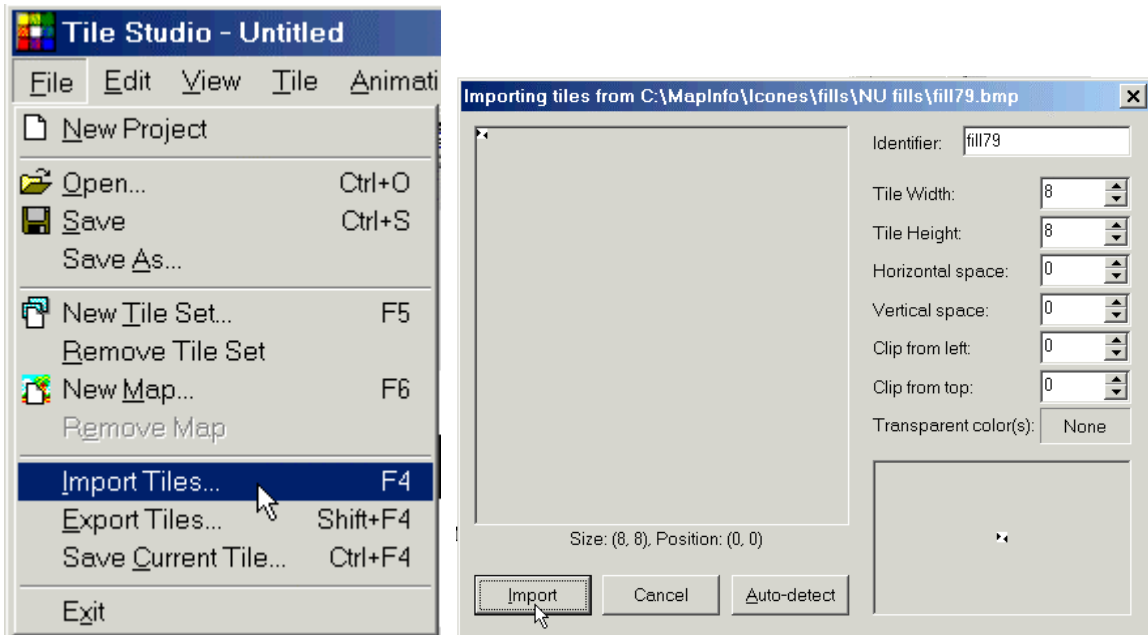 Tile Studio - Untitled
File Edit View Tile Animati
New Project
Open... Ctrl+O
Save Ctrl+S
Save As...
New Tile Set... F5
Remove Tile Set
New Map... F6
Remove Map
Import Tiles... F4
Export Tiles... Shift+F4
Save Current Tile... Ctrl+F4
Exit
Importing tiles from C:\MapInfo\Icones\fills\NU fills\fill79.bmp
Identifier: fill79
Tile Width: 8
Tile Height: 8
Horizontal space: 0
Vertical space: 0
Clip from left: 0
Clip from top: 0
Transparent color(s): None
Size: (8, 8), Position: (0, 0)
Import Cancel Auto-detect